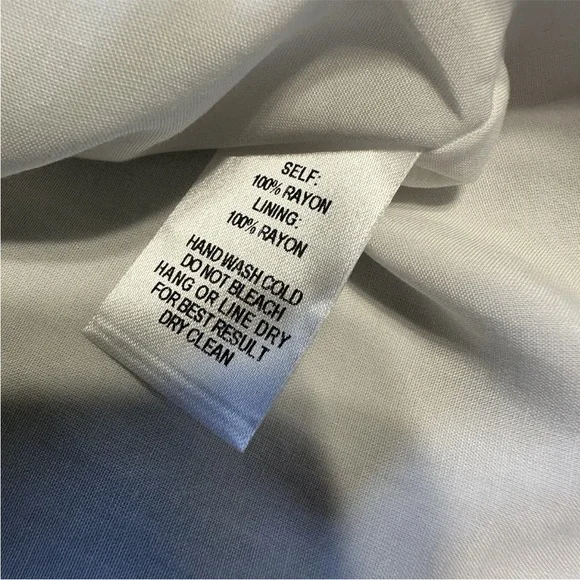 SELF:
100% RAYON
LINING:
100% RAYON
HAND WASH COLD
DO NOT BLEACH
HANG OR LINE DRY
FOR BEST RESULT
DRY CLEAN